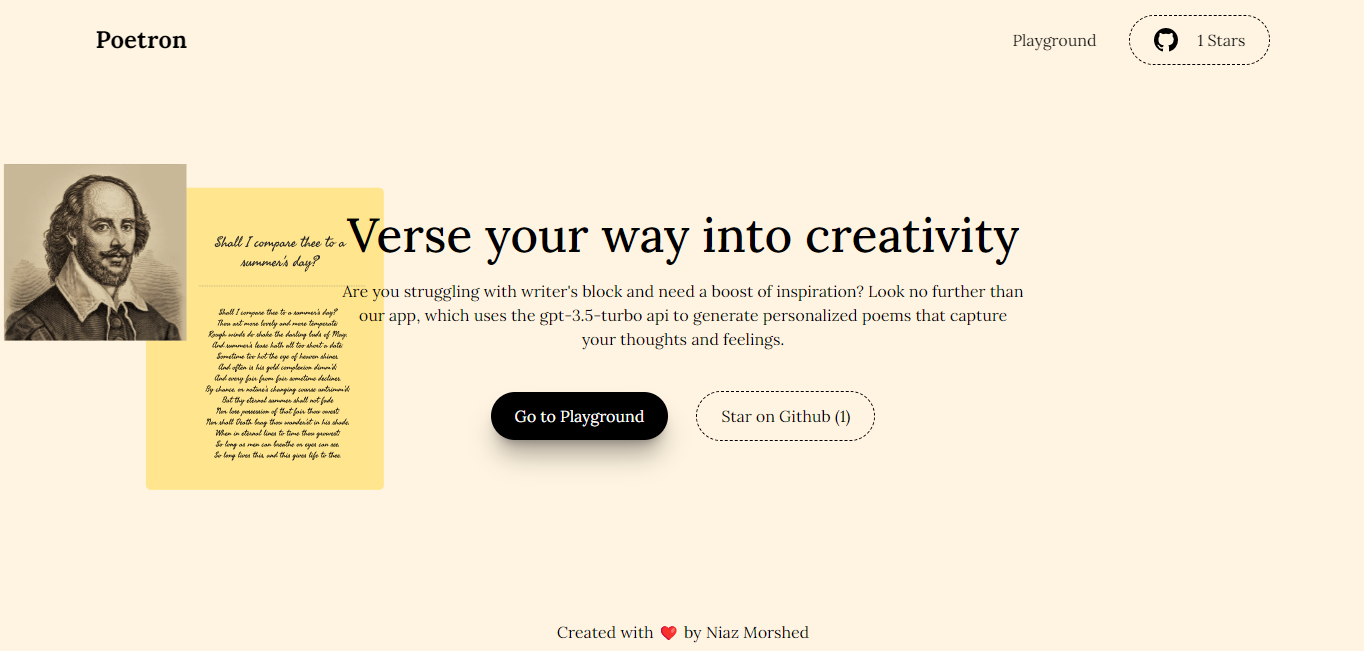 Poetron
Playground
1 Stars
Shall I compare thee to a
summer's day?
Shall I compare thee to a summer's day?
Thou art more lovely and more temperate:
Rough winds do shake the darling buds of May,
And summer's lease hath all too short a date:
Sometime too hot the eye of heaven shines,
And often is his gold complexion dimm'd;
And every fair from fair sometime declines,
By chance, or nature's changing course untrimm'd;
But thy eternal summer shall not fade
Nor lose possession of that fair thou owest;
Nor shall Death brag thou wander'st in his shade,
When in eternal lines to time thou growest:
So long as men can breathe or eyes can see,
So long lives this, and this gives life to thee.
Verse your way into creativity
Are you struggling with writer's block and need a boost of inspiration? Look no further than
our app, which uses the gpt-3.5-turbo api to generate personalized poems that capture
your thoughts and feelings.
Go to Playground
Star on Github (1)
Created with ❤️ by Niaz Morshed